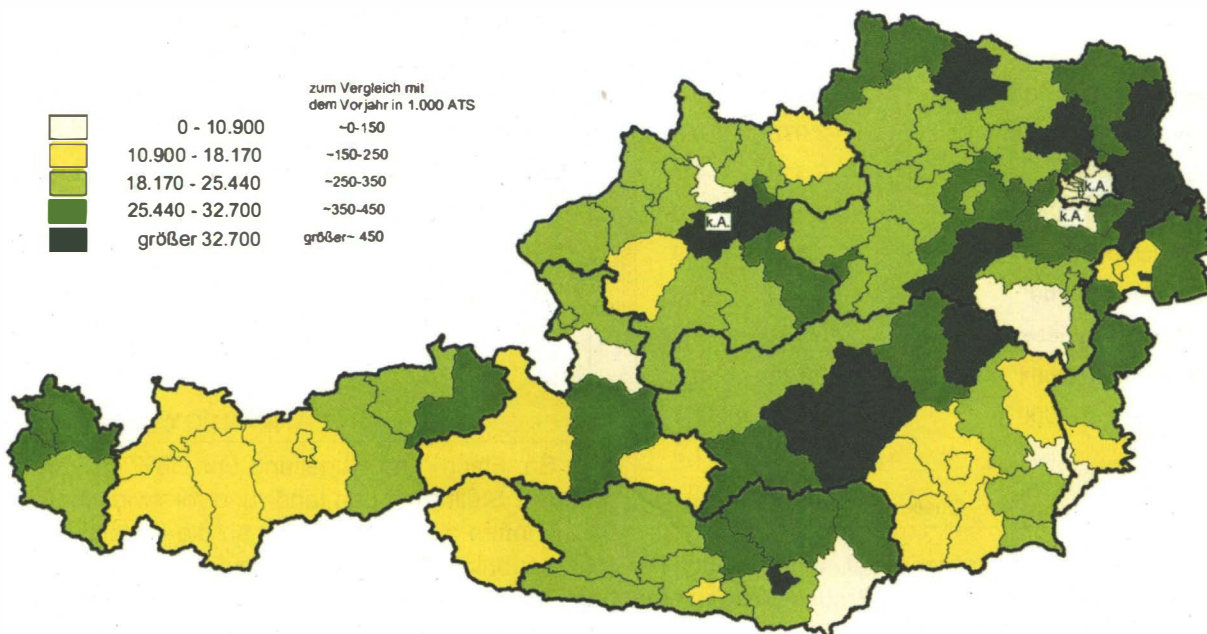 zum Vergleich mit
dem Vorjahr in 1.000 ATS
0 - 10.900 ~0-150
10.900 - 18.170 ~150-250
18.170 - 25.440 ~250-350
25.440 - 32.700 ~350-450
größer 32.700 größer~ 450
k.A.
k.A.
k.A.